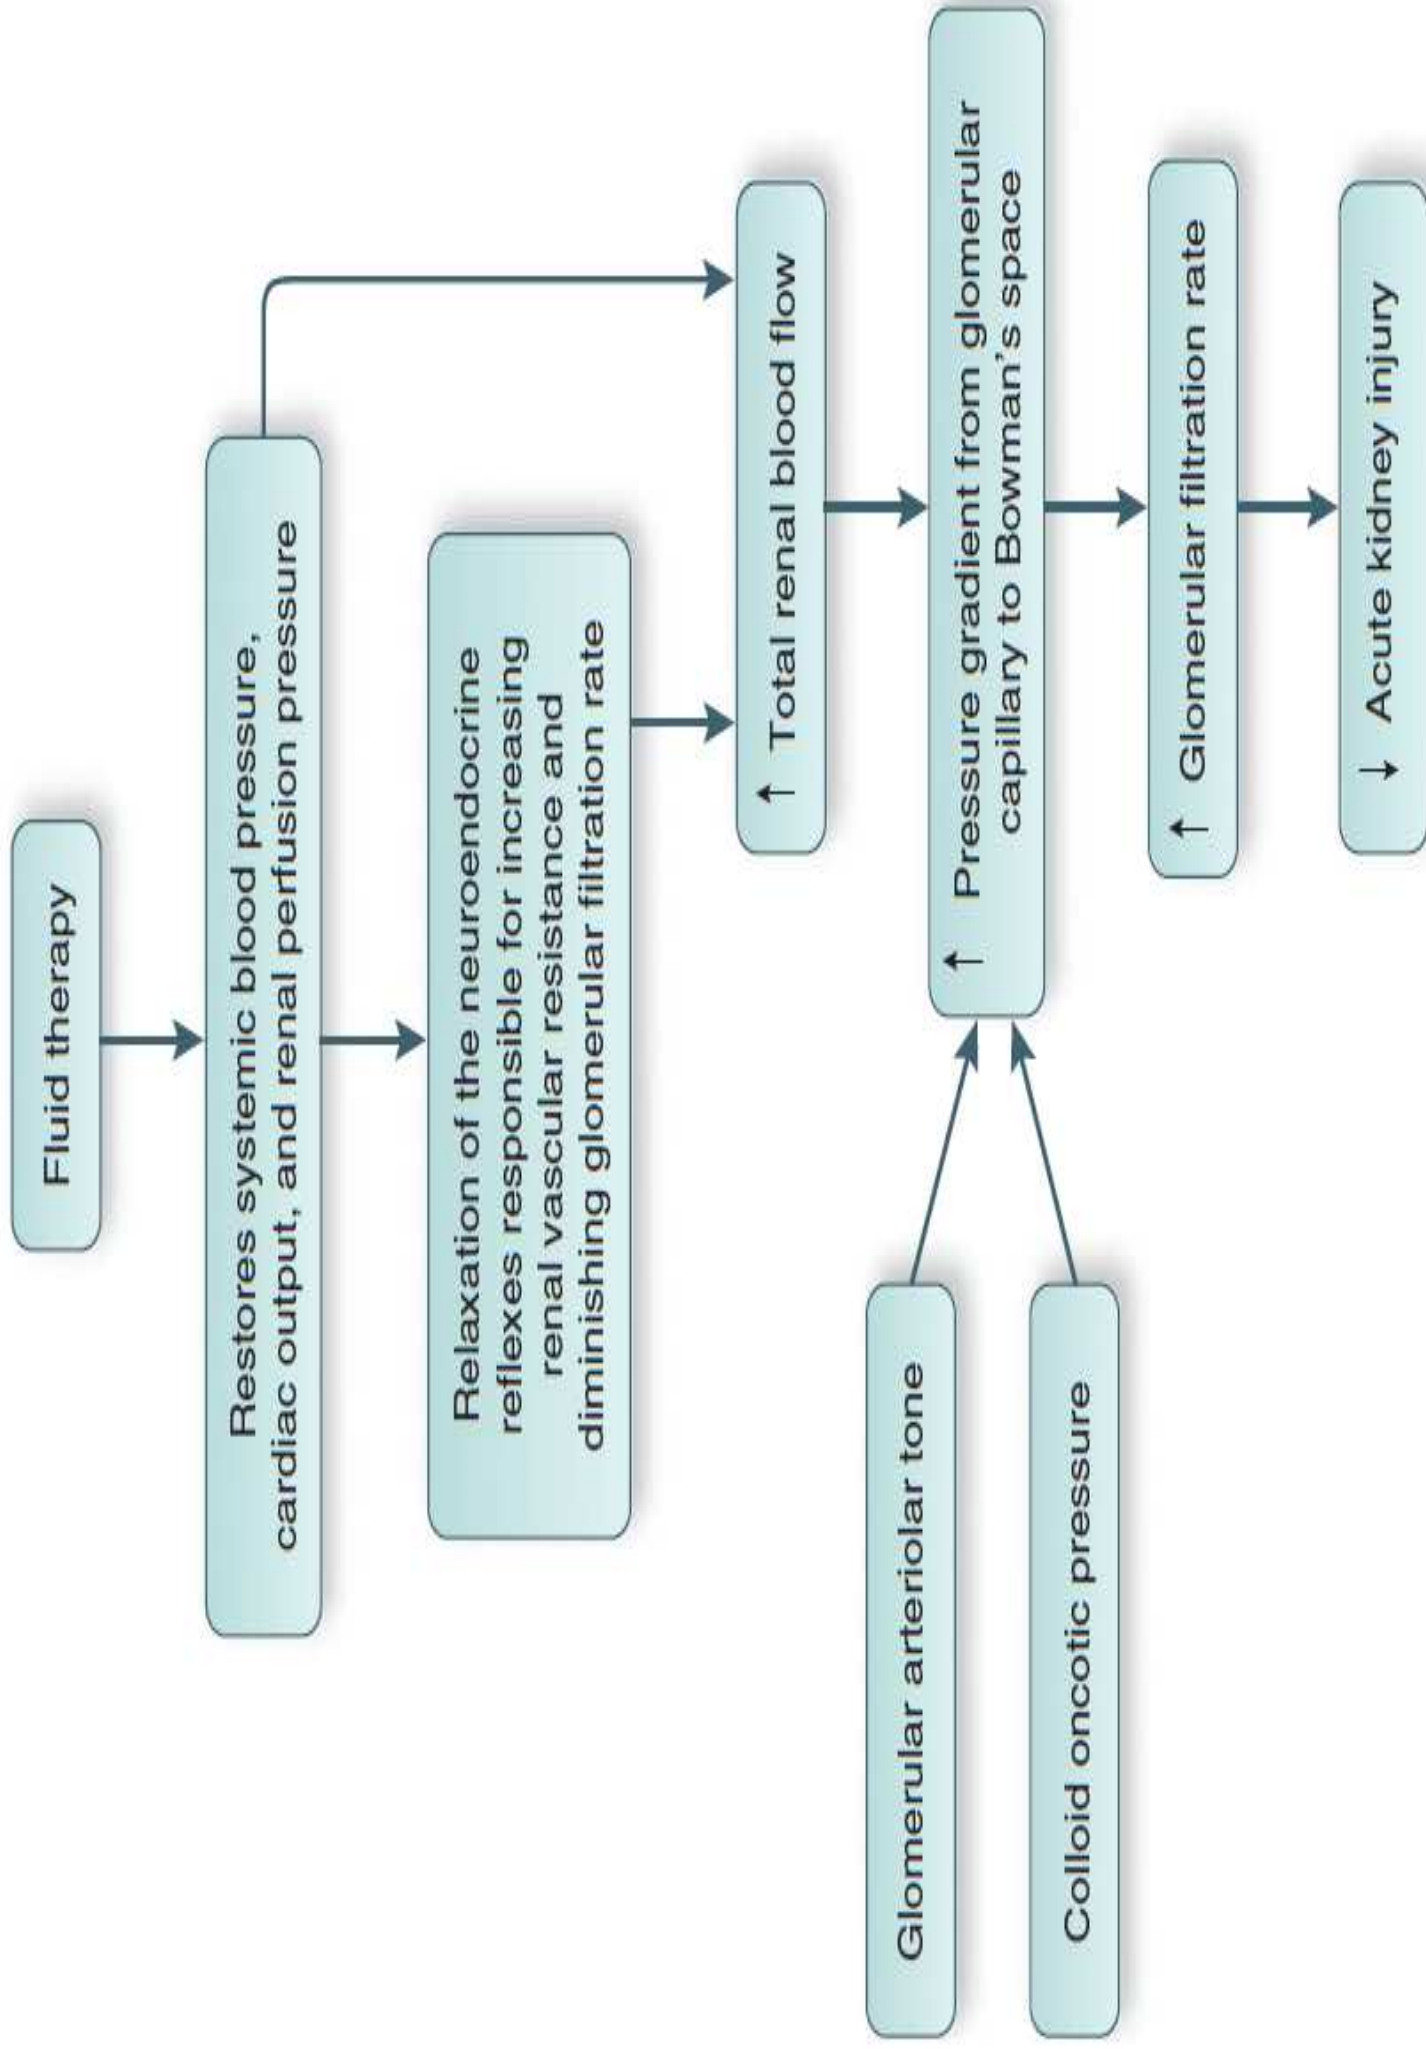 Fluid therapy
Restores systemic blood pressure,
cardiac output, and renal perfusion pressure
Relaxation of the neuroendocrine
reflexes responsible for increasing
renal vascular resistance and
diminishing glomerular filtration rate
↑ Total renal blood flow
Glomerular arteriolar tone
Colloid oncotic pressure
↑ Pressure gradient from glomerular
capillary to Bowman’s space
↑ Glomerular filtration rate
↓ Acute kidney injury